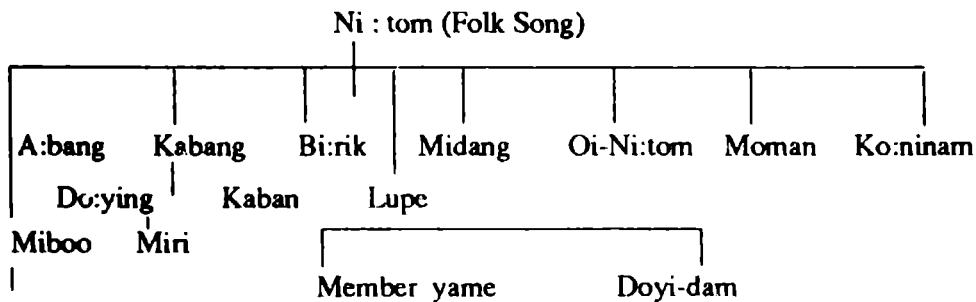 Ni : tom (Folk Song)
A:bang Kabang Bi:rik Midang Oi-Ni:tom Moman Ko:ninam
Do:ying Kaban Lupe
Miboo Miri
Member yame Doyi-dam